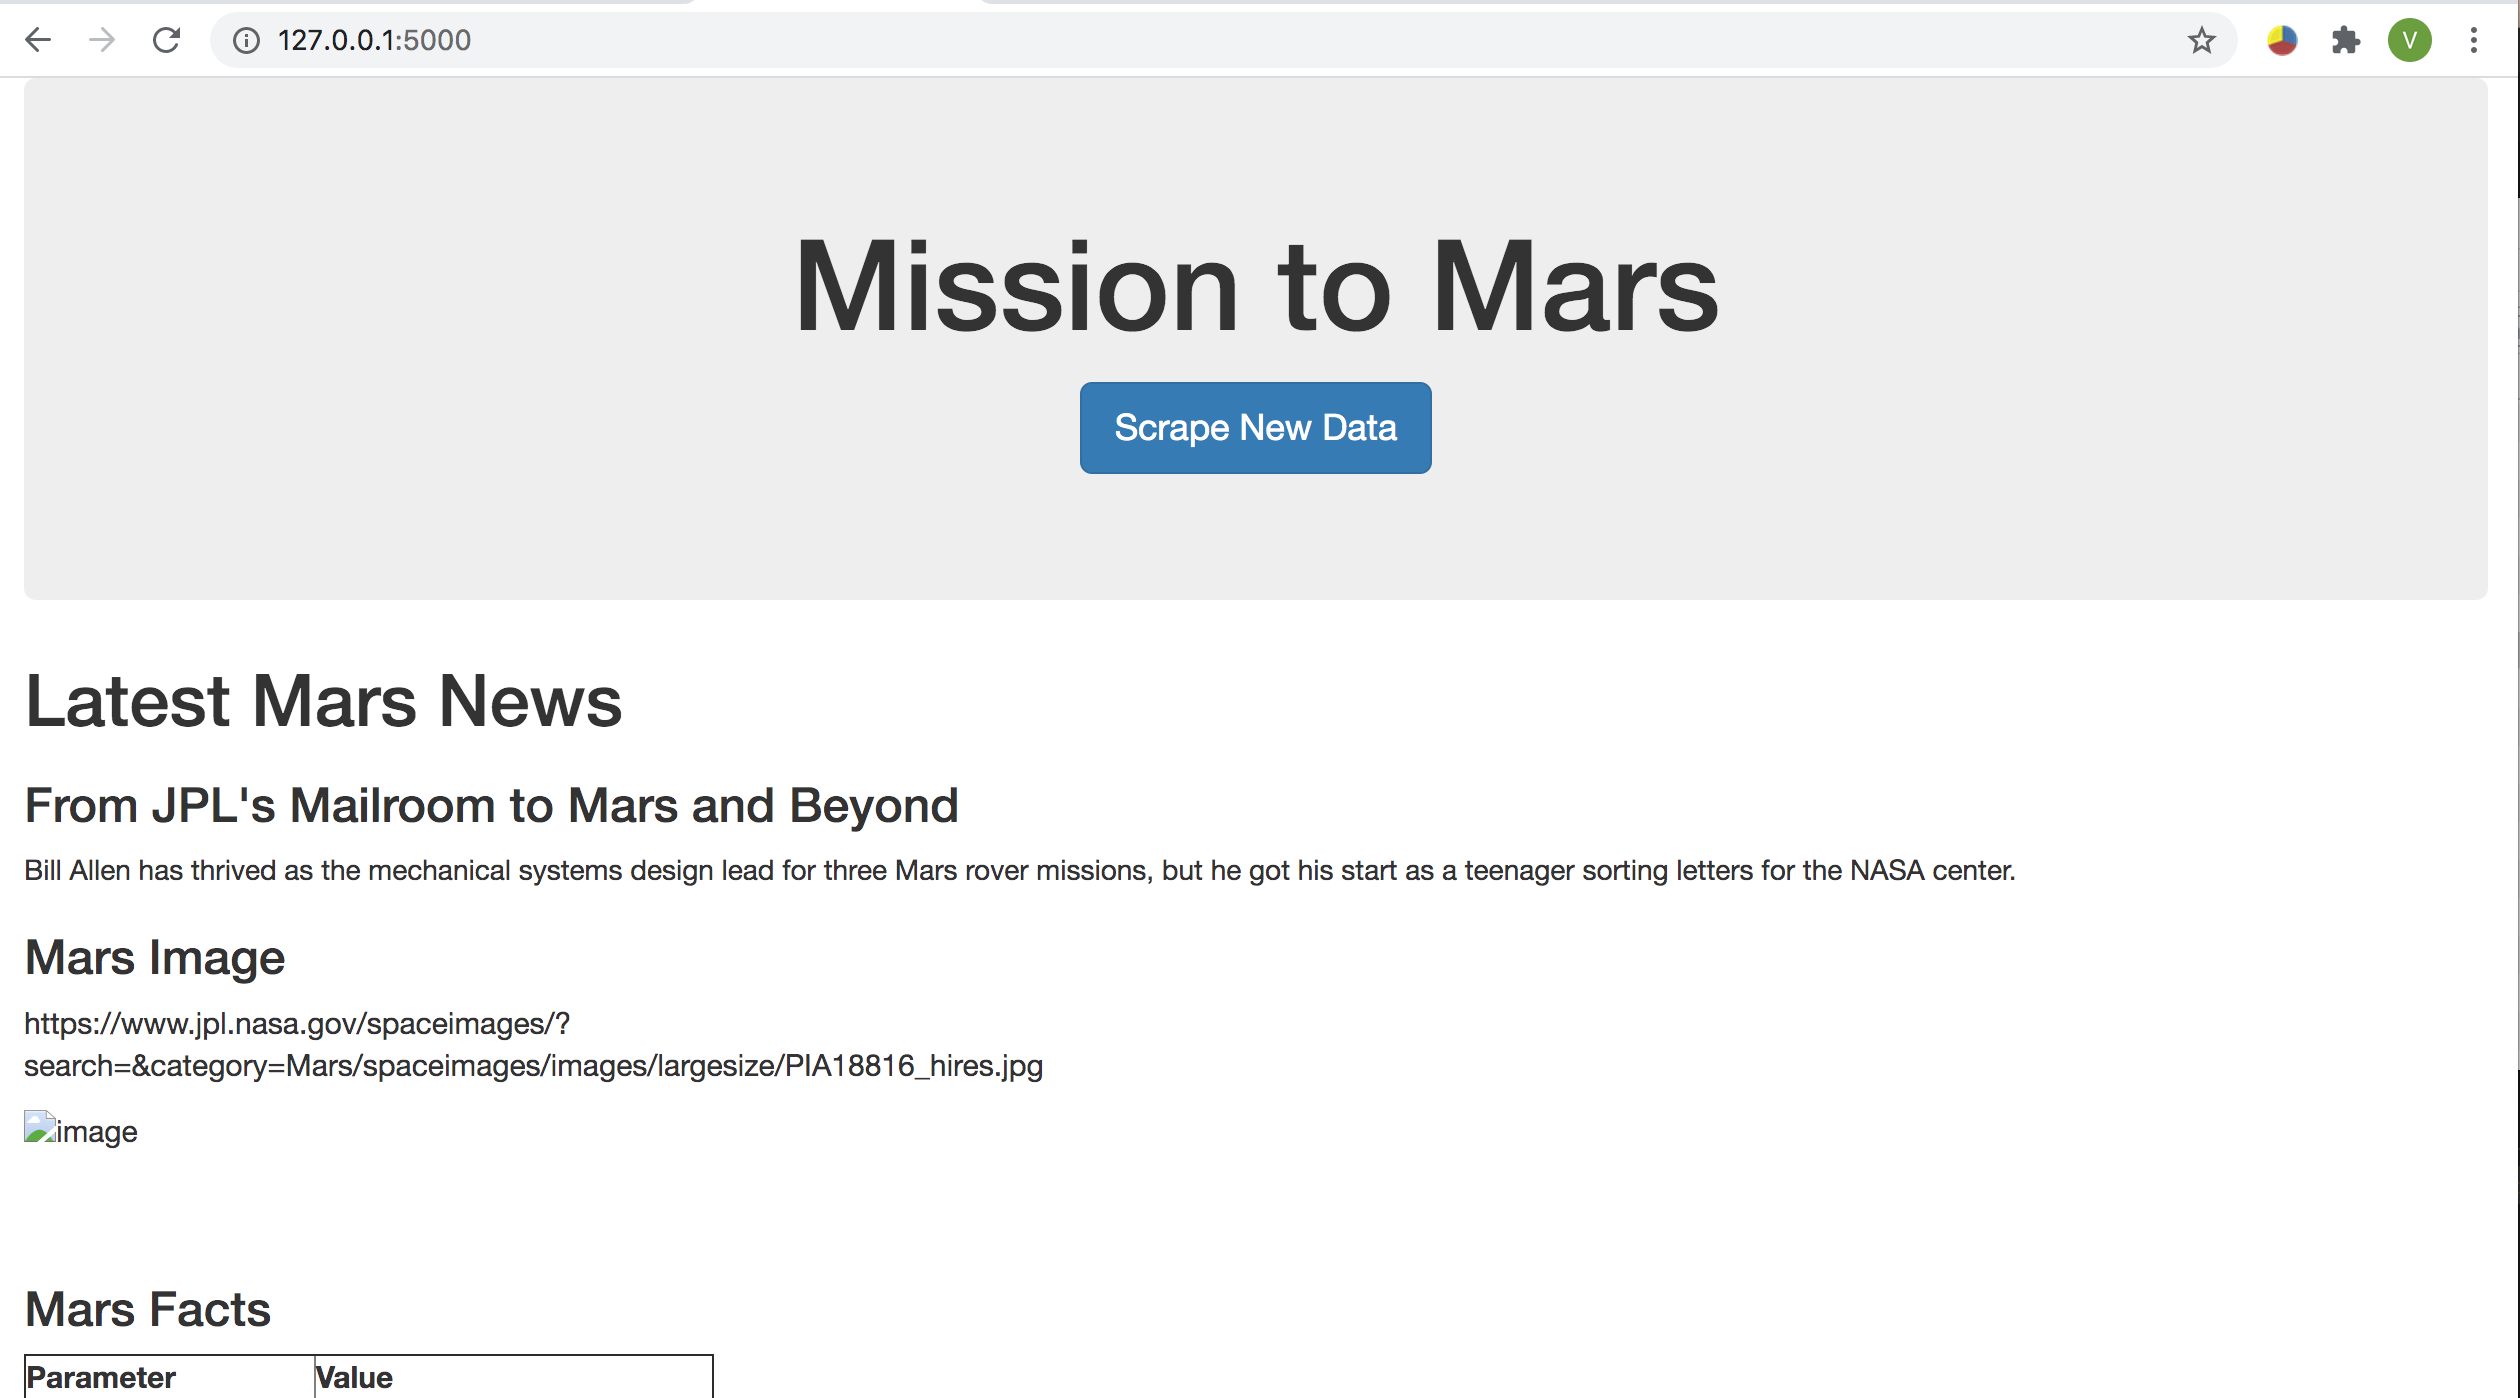 127.0.0.1:5000
V
Mission to Mars
Scrape New Data
Latest Mars News
From JPL's Mailroom to Mars and Beyond
Bill Allen has thrived as the mechanical systems design lead for three Mars rover missions, but he got his start as a teenager sorting letters for the NASA center.
Mars Image
https://www.jpl.nasa.gov/spaceimages/?
search=&category=Mars/spaceimages/images/largesize/PIA18816_hires.jpg
image
Mars Facts
Parameter Value